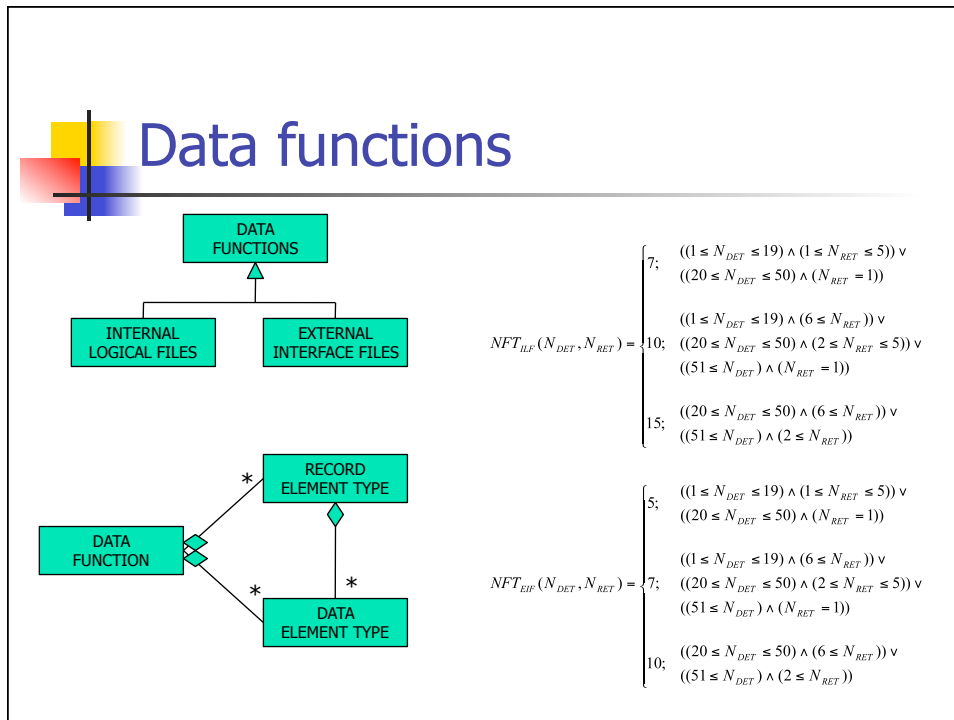 Data functions
DATA
FUNCTIONS
INTERNAL
LOGICAL FILES
EXTERNAL
INTERFACE FILES
RECORD
ELEMENT TYPE
*
DATA
FUNCTION
*
*
DATA
ELEMENT TYPE
7; ((1 ≤ N_DET ≤ 19) ∧ (1 ≤ N_RET ≤ 5)) ∨
((20 ≤ N_DET ≤ 50) ∧ (N_RET = 1))
((1 ≤ N_DET ≤ 19) ∧ (6 ≤ N_RET)) ∨
NFT_ILF (N_DET, N_RET) = { 10; ((20 ≤ N_DET ≤ 50) ∧ (2 ≤ N_RET ≤ 5)) ∨
((51 ≤ N_DET) ∧ (N_RET = 1))
15; ((20 ≤ N_DET ≤ 50) ∧ (6 ≤ N_RET)) ∨
((51 ≤ N_DET) ∧ (2 ≤ N_RET))
5; ((1 ≤ N_DET ≤ 19) ∧ (1 ≤ N_RET ≤ 5)) ∨
((20 ≤ N_DET ≤ 50) ∧ (N_RET = 1))
((1 ≤ N_DET ≤ 19) ∧ (6 ≤ N_RET)) ∨
NFT_EIF (N_DET, N_RET) = { 7; ((20 ≤ N_DET ≤ 50) ∧ (2 ≤ N_RET ≤ 5)) ∨
((51 ≤ N_DET) ∧ (N_RET = 1))
10; ((20 ≤ N_DET ≤ 50) ∧ (6 ≤ N_RET)) ∨
((51 ≤ N_DET) ∧ (2 ≤ N_RET))